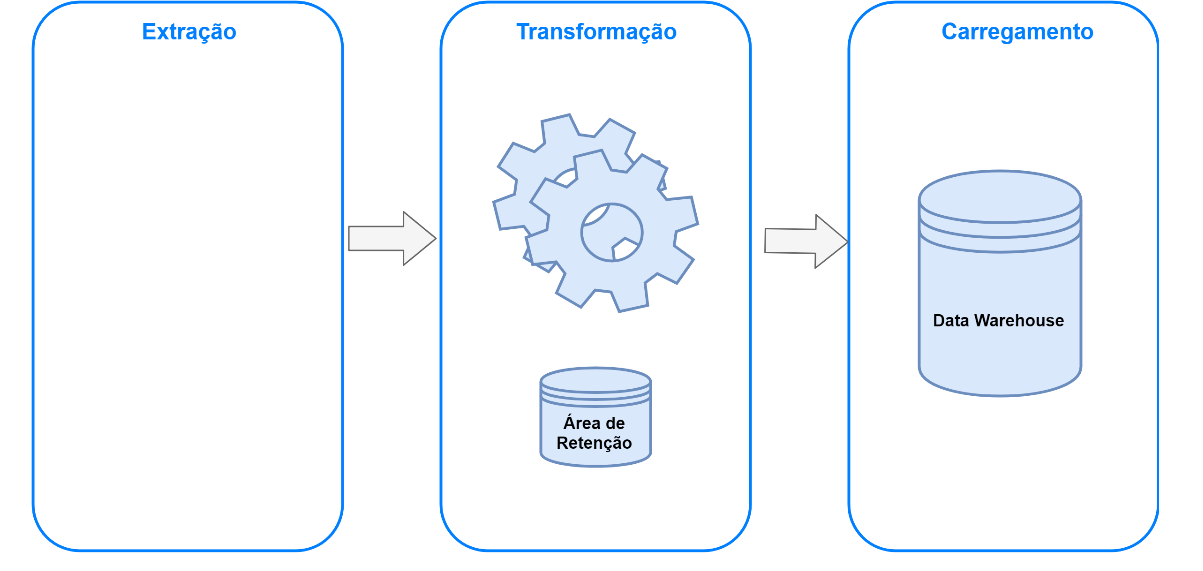 Extração
Transformação
Carregamento
Data Warehouse
Área de
Retenção